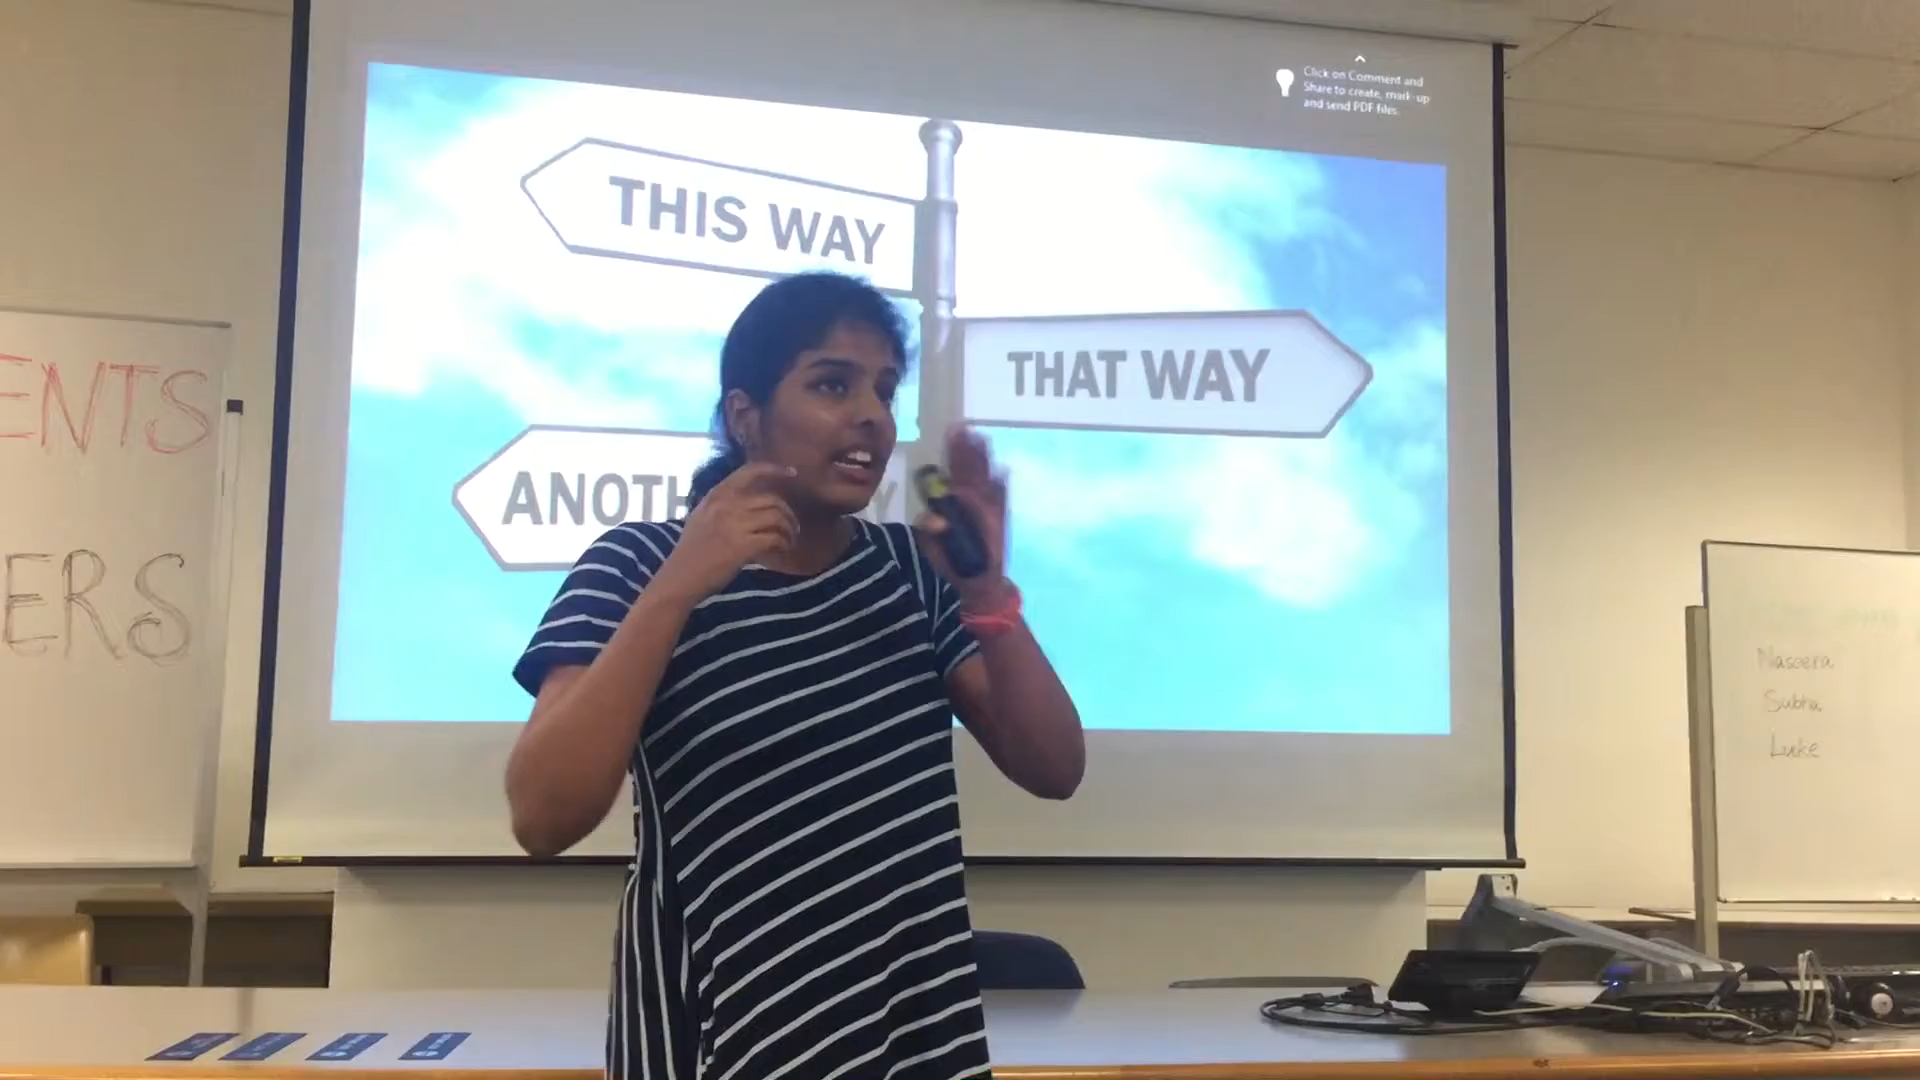 Click on Comment and
Share to create, mark-up
and send PDF files.
THIS WAY
THAT WAY
ANOTH
ENTS
ERS
Naseera
Subha
Luke